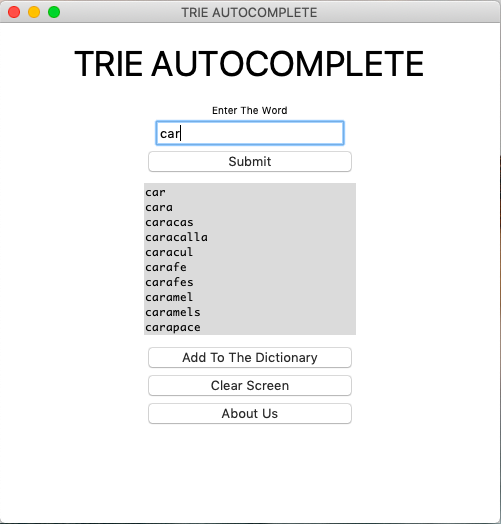 TRIE AUTOCOMPLETE
TRIE AUTOCOMPLETE
Enter The Word
car
Submit
car
cara
caracas
caracalla
caracul
carafe
carafes
caramel
caramels
carapace
Add To The Dictionary
Clear Screen
About Us